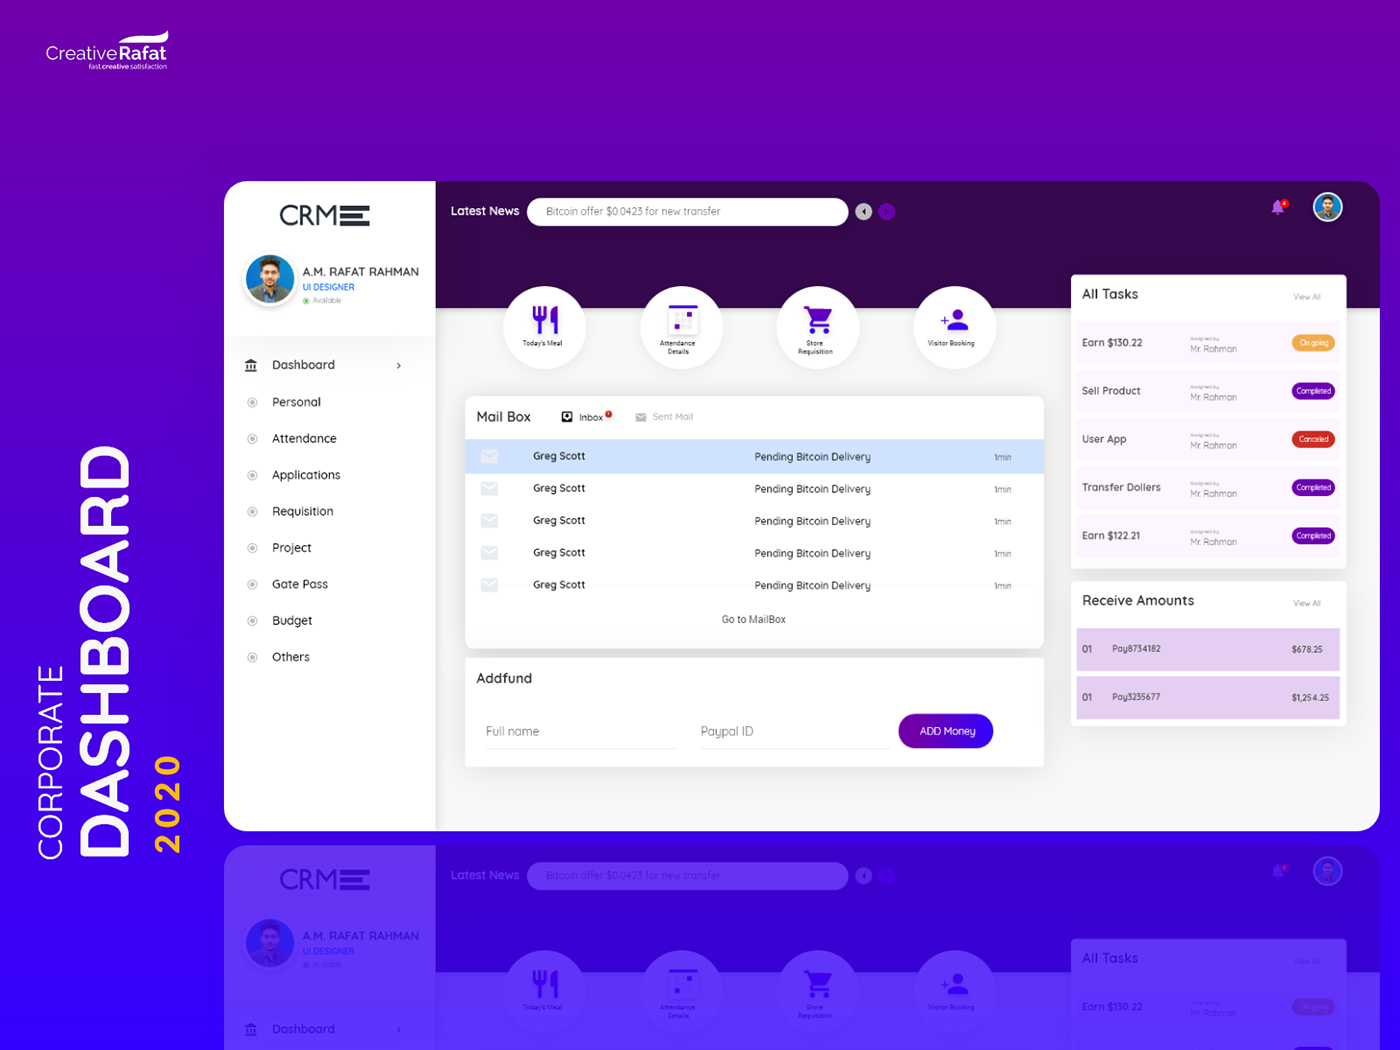 CreativeRafat
fast creative satisfaction
CORPORATE
DASHBOARD
2020
CRM
A.M. RAFAT RAHMAN
UI DESIGNER
Available
Dashboard
Personal
Attendance
Applications
Requisition
Project
Gate Pass
Budget
Others
Latest News
Bitcoin offer $0.0423 for new transfer
Today's Meal
Attendance
Details
Store
Requisition
Visitor Booking
Mail Box
Inbox
Sent Mail
Greg Scott Pending Bitcoin Delivery 1min
Greg Scott Pending Bitcoin Delivery 1min
Greg Scott Pending Bitcoin Delivery 1min
Greg Scott Pending Bitcoin Delivery 1min
Greg Scott Pending Bitcoin Delivery 1min
Go to MailBox
Addfund
Full name
Paypal ID
ADD Money
All Tasks
View All
Earn $130.22
Assigned by
Mr. Rahman
On going
Sell Product
Assigned by
Mr. Rahman
Completed
User App
Assigned by
Mr. Rahman
Canceled
Transfer Dollers
Assigned by
Mr. Rahman
Completed
Earn $122.21
Assigned by
Mr. Rahman
Completed
Receive Amounts
View All
01 Pay8734182 $678.25
01 Pay3235677 $1,254.25
CRM
A.M. RAFAT RAHMAN
UI DESIGNER
Available
Dashboard
Latest News
Bitcoin offer $0.0423 for new transfer
Today's Meal
Attendance
Details
Store
Requisition
Visitor Booking
All Tasks
View All
Earn $130.22
Assigned by
Mr. Rahman
On going